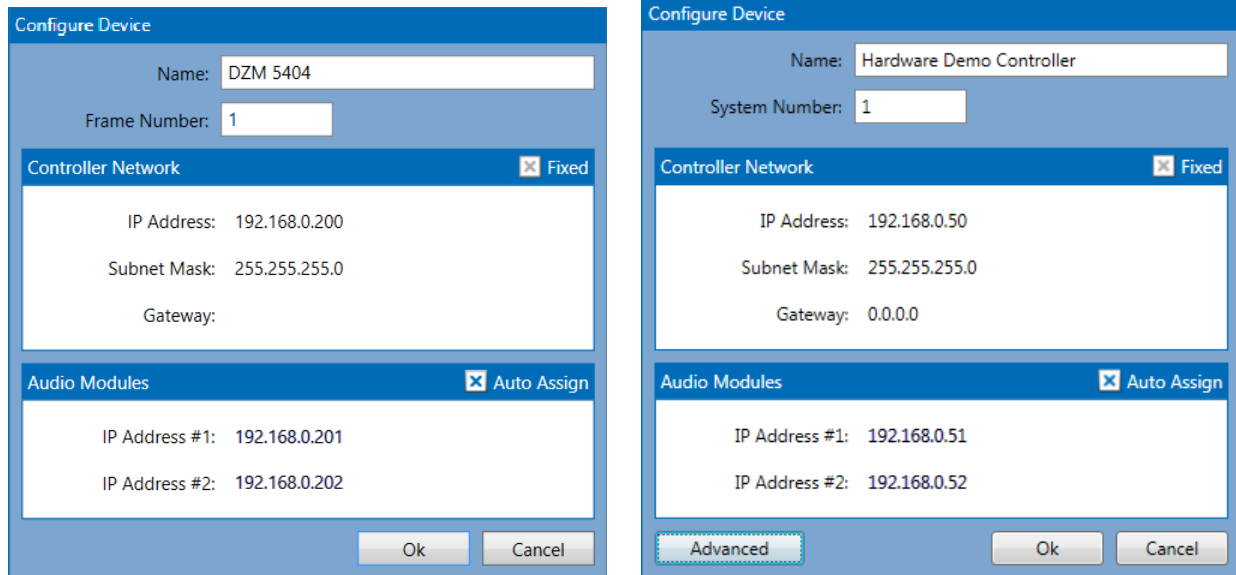 Configure Device
Name: DZM 5404
Frame Number: 1
Controller Network Fixed
IP Address: 192.168.0.200
Subnet Mask: 255.255.255.0
Gateway:
Audio Modules Auto Assign
IP Address #1: 192.168.0.201
IP Address #2: 192.168.0.202
Ok Cancel
Configure Device
Name: Hardware Demo Controller
System Number: 1
Controller Network Fixed
IP Address: 192.168.0.50
Subnet Mask: 255.255.255.0
Gateway: 0.0.0.0
Audio Modules Auto Assign
IP Address #1: 192.168.0.51
IP Address #2: 192.168.0.52
Advanced Ok Cancel